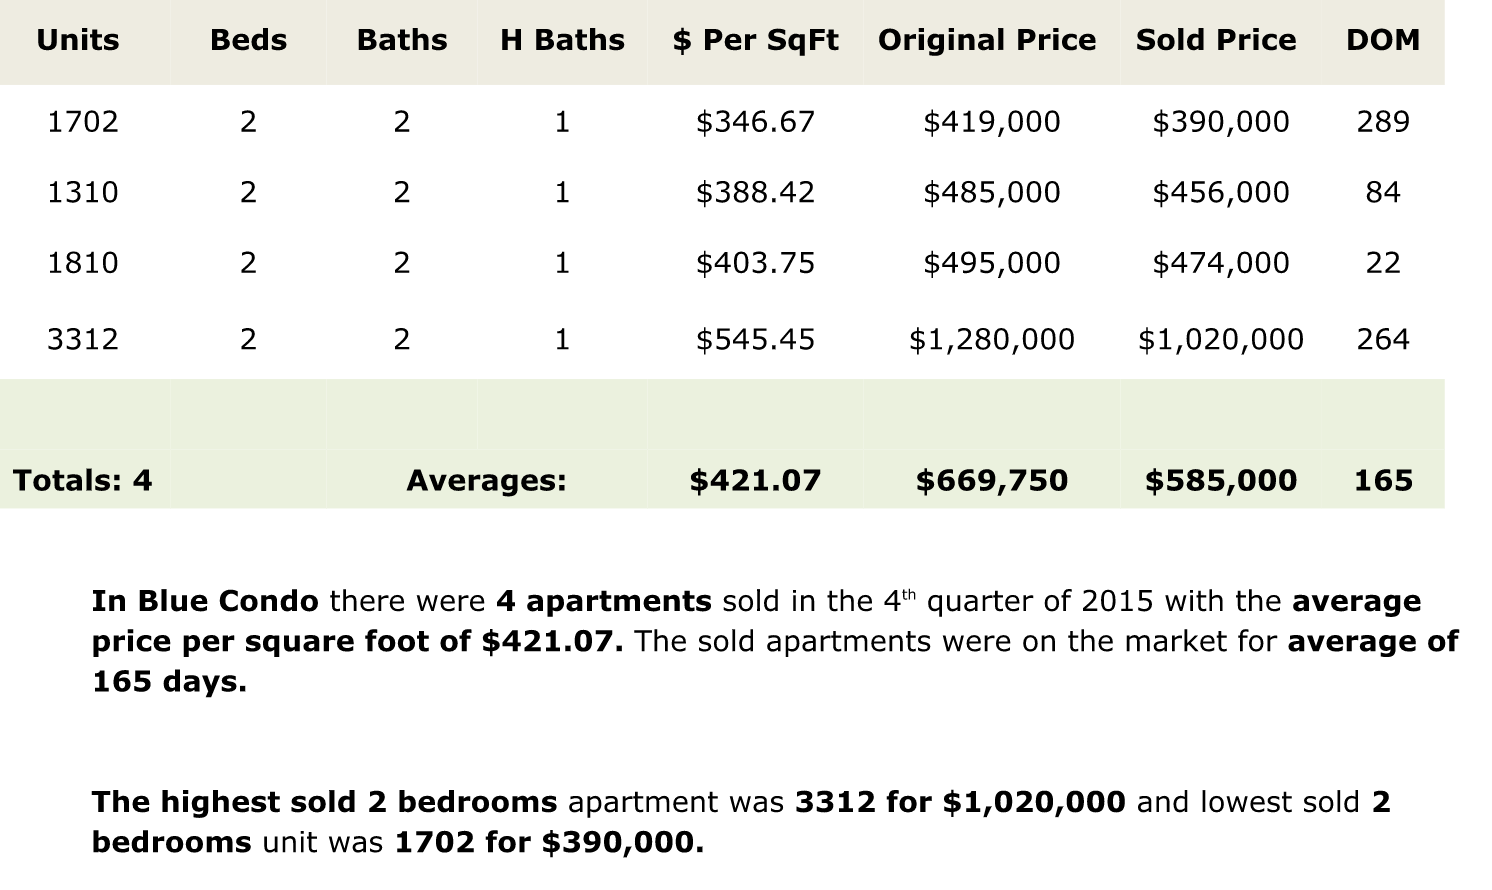 Units Beds Baths H Baths $ Per SqFt Original Price Sold Price DOM
1702 2 2 1 $346.67 $419,000 $390,000 289
1310 2 2 1 $388.42 $485,000 $456,000 84
1810 2 2 1 $403.75 $495,000 $474,000 22
3312 2 2 1 $545.45 $1,280,000 $1,020,000 264
Totals: 4 Averages: $421.07 $669,750 $585,000 165
In Blue Condo there were 4 apartments sold in the 4th quarter of 2015 with the average
price per square foot of $421.07. The sold apartments were on the market for average of
165 days.
The highest sold 2 bedrooms apartment was 3312 for $1,020,000 and lowest sold 2
bedrooms unit was 1702 for $390,000.